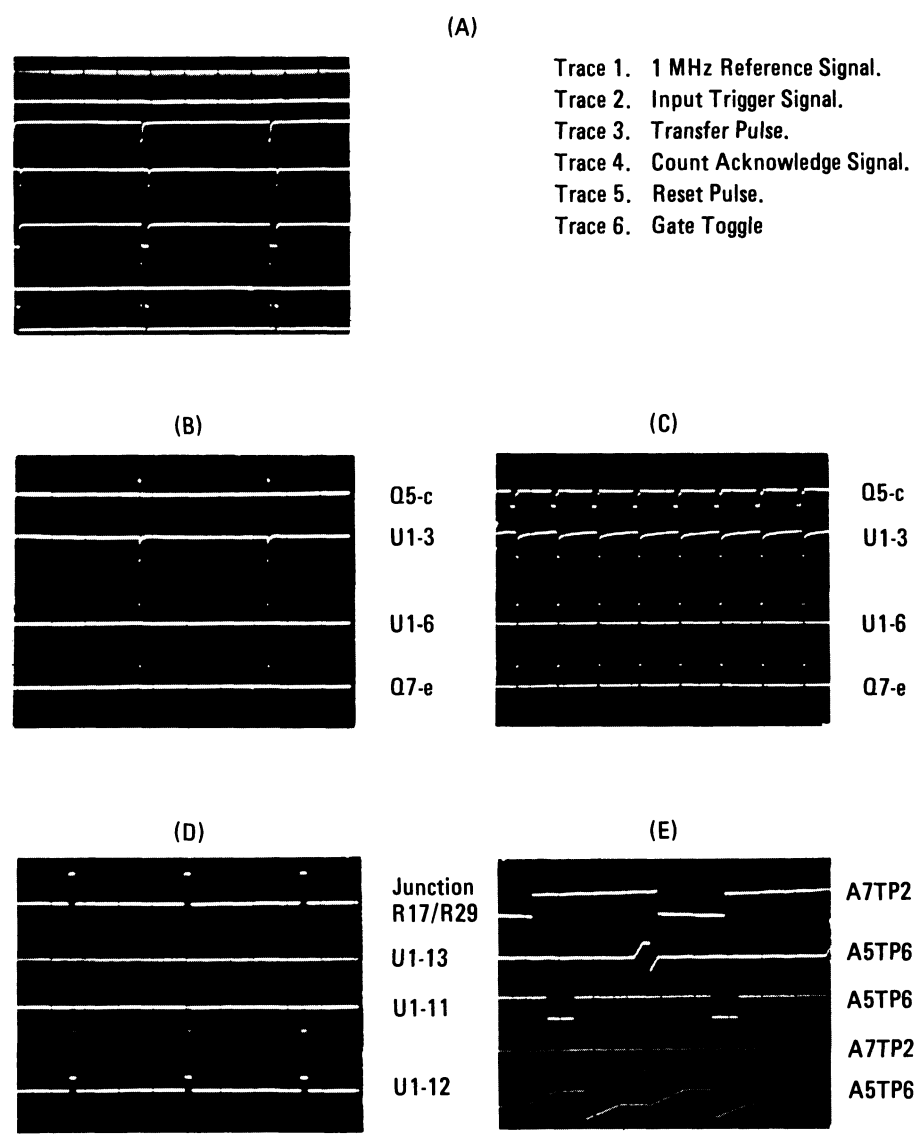 (A)
Trace 1. 1 MHz Reference Signal.
Trace 2. Input Trigger Signal.
Trace 3. Transfer Pulse.
Trace 4. Count Acknowledge Signal.
Trace 5. Reset Pulse.
Trace 6. Gate Toggle
(B)
Q5-c
U1-3
U1-6
Q7-e
(C)
Q5-c
U1-3
U1-6
Q7-e
(D)
Junction
R17/R29
U1-13
U1-11
U1-12
(E)
A7TP2
A5TP6
A5TP6
A7TP2
A5TP6